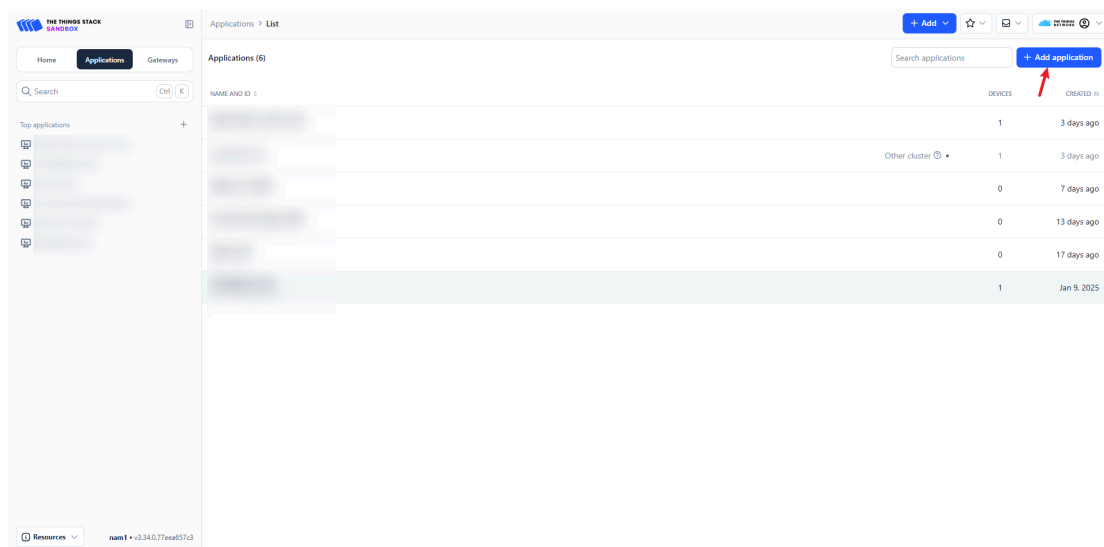 THE THINGS STACK
SANDBOX
Applications > List
+ Add
THE THINGS
NETWORK
Home
Applications
Gateways
Applications (6)
Search applications
+ Add application
Search
Ctrl
K
NAME AND ID
DEVICES
CREATED
Top applications
+
1
3 days ago
Other cluster
1
3 days ago
0
7 days ago
0
13 days ago
0
17 days ago
1
Jan 9, 2025
Resources
nam1 • v3.34.0.77eea657c3